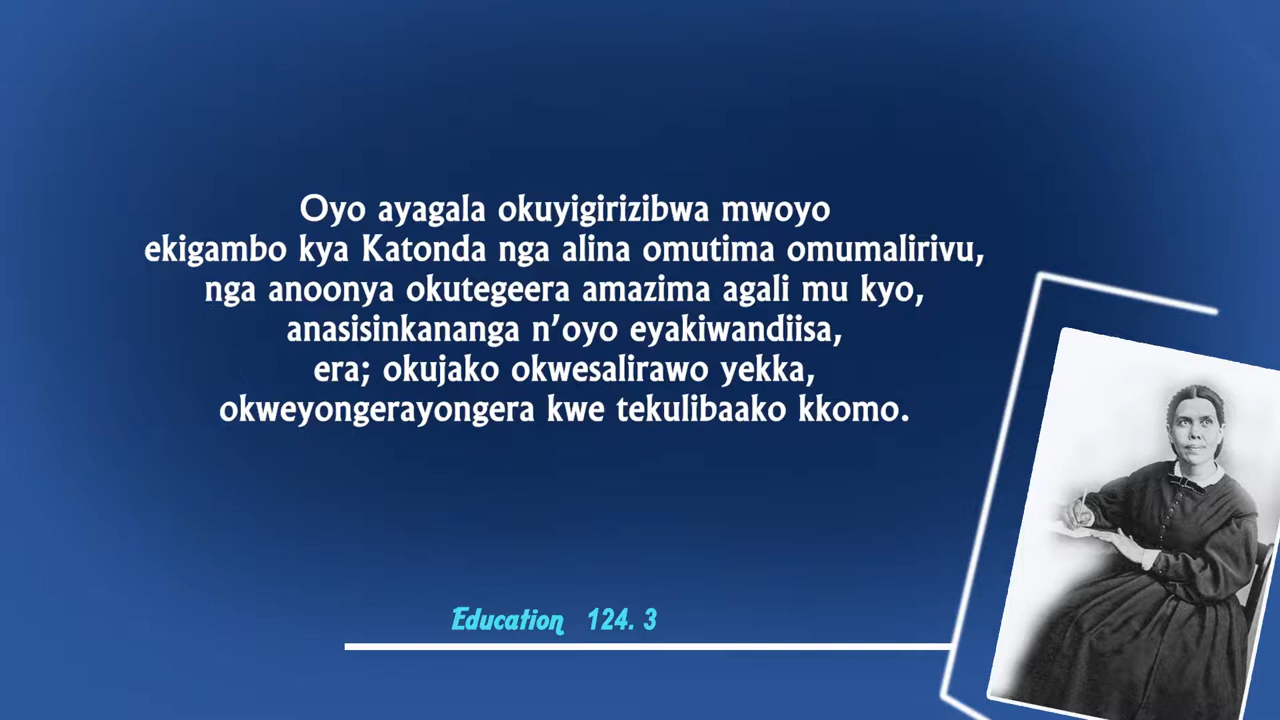 Oyo ayagala okuyigirizibwa mwoyo
ekigambo kya Katonda nga alina omutima omumalirivu,
nga anoonya okutegeera amazima agali mu kyo,
anasisinkananga n’oyo eyakiwandiisa,
era; okujako okwesalirawo yekka,
okweyongerayongera kwe tekulibaako kkomo.
Education 124. 3